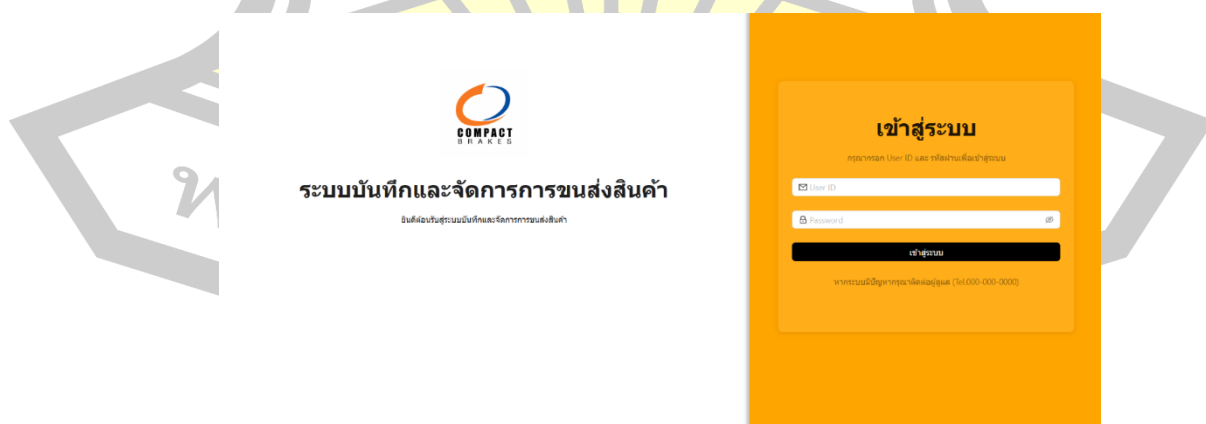 COMPACT
BRAKES
ระบบบันทึกและจัดการการขนส่งสินค้า
ยินดีต้อนรับสู่ระบบบันทึกและจัดการการขนส่งสินค้า
เข้าสู่ระบบ
กรุณากรอก User ID และ รหัสผ่านเพื่อเข้าสู่ระบบ
User ID
Password
เข้าสู่ระบบ
หากระบบมีปัญหากรุณาติดต่อผู้ดูแล (Tel.000-000-0000)